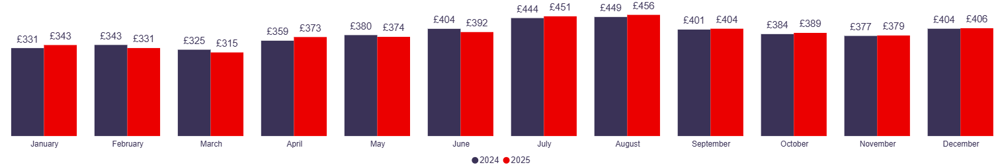 £331 £343 £343 £331 £325 £315 £359 £373 £380 £374 £404 £392 £444 £451 £449 £456 £401 £404 £384 £389 £377 £379 £404 £406
January February March April May June July August September October November December
2024 2025